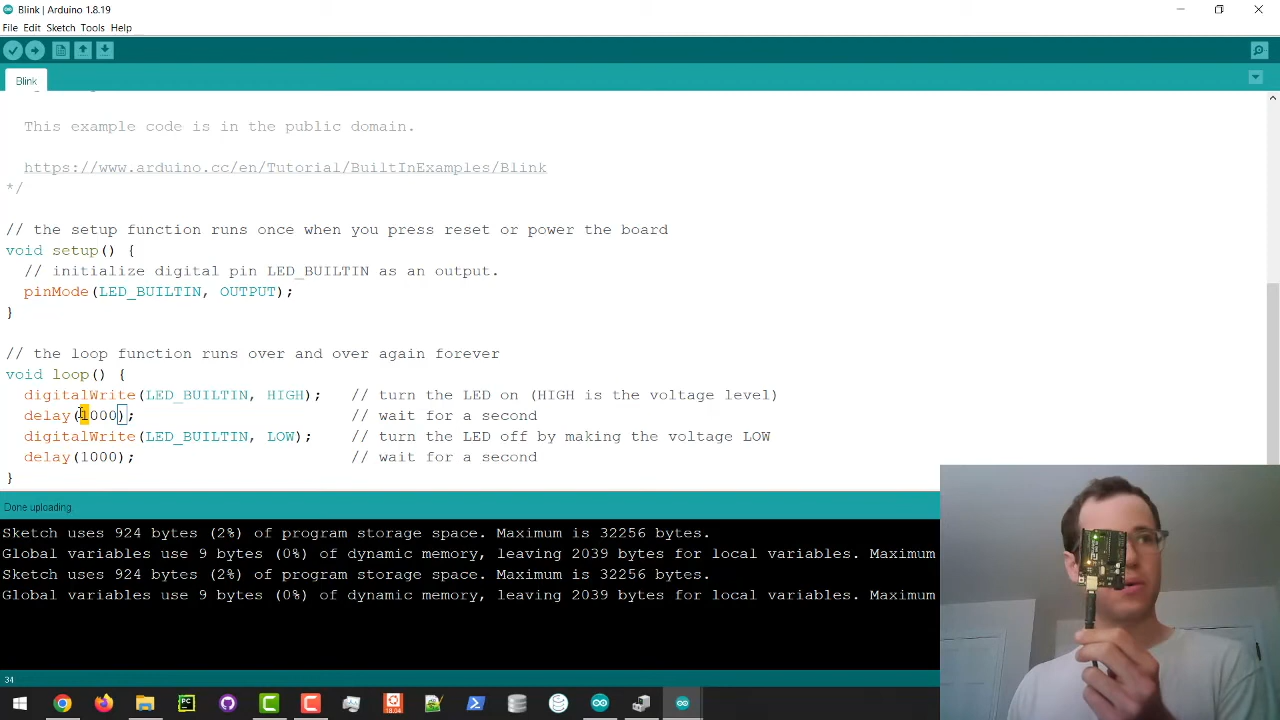 Blink | Arduino 1.8.19
File Edit Sketch Tools Help
Blink
This example code is in the public domain.
https://www.arduino.cc/en/Tutorial/BuiltInExamples/Blink
*/
// the setup function runs once when you press reset or power the board
void setup() {
// initialize digital pin LED_BUILTIN as an output.
pinMode(LED_BUILTIN, OUTPUT);
}
// the loop function runs over and over again forever
void loop() {
digitalWrite(LED_BUILTIN, HIGH); // turn the LED on (HIGH is the voltage level)
delay(1000); // wait for a second
digitalWrite(LED_BUILTIN, LOW); // turn the LED off by making the voltage LOW
delay(1000); // wait for a second
}
Done uploading
Sketch uses 924 bytes (2%) of program storage space. Maximum is 32256 bytes.
Global variables use 9 bytes (0%) of dynamic memory, leaving 2039 bytes for local variables. Maximum
Sketch uses 924 bytes (2%) of program storage space. Maximum is 32256 bytes.
Global variables use 9 bytes (0%) of dynamic memory, leaving 2039 bytes for local variables. Maximum
34
PC
18.04